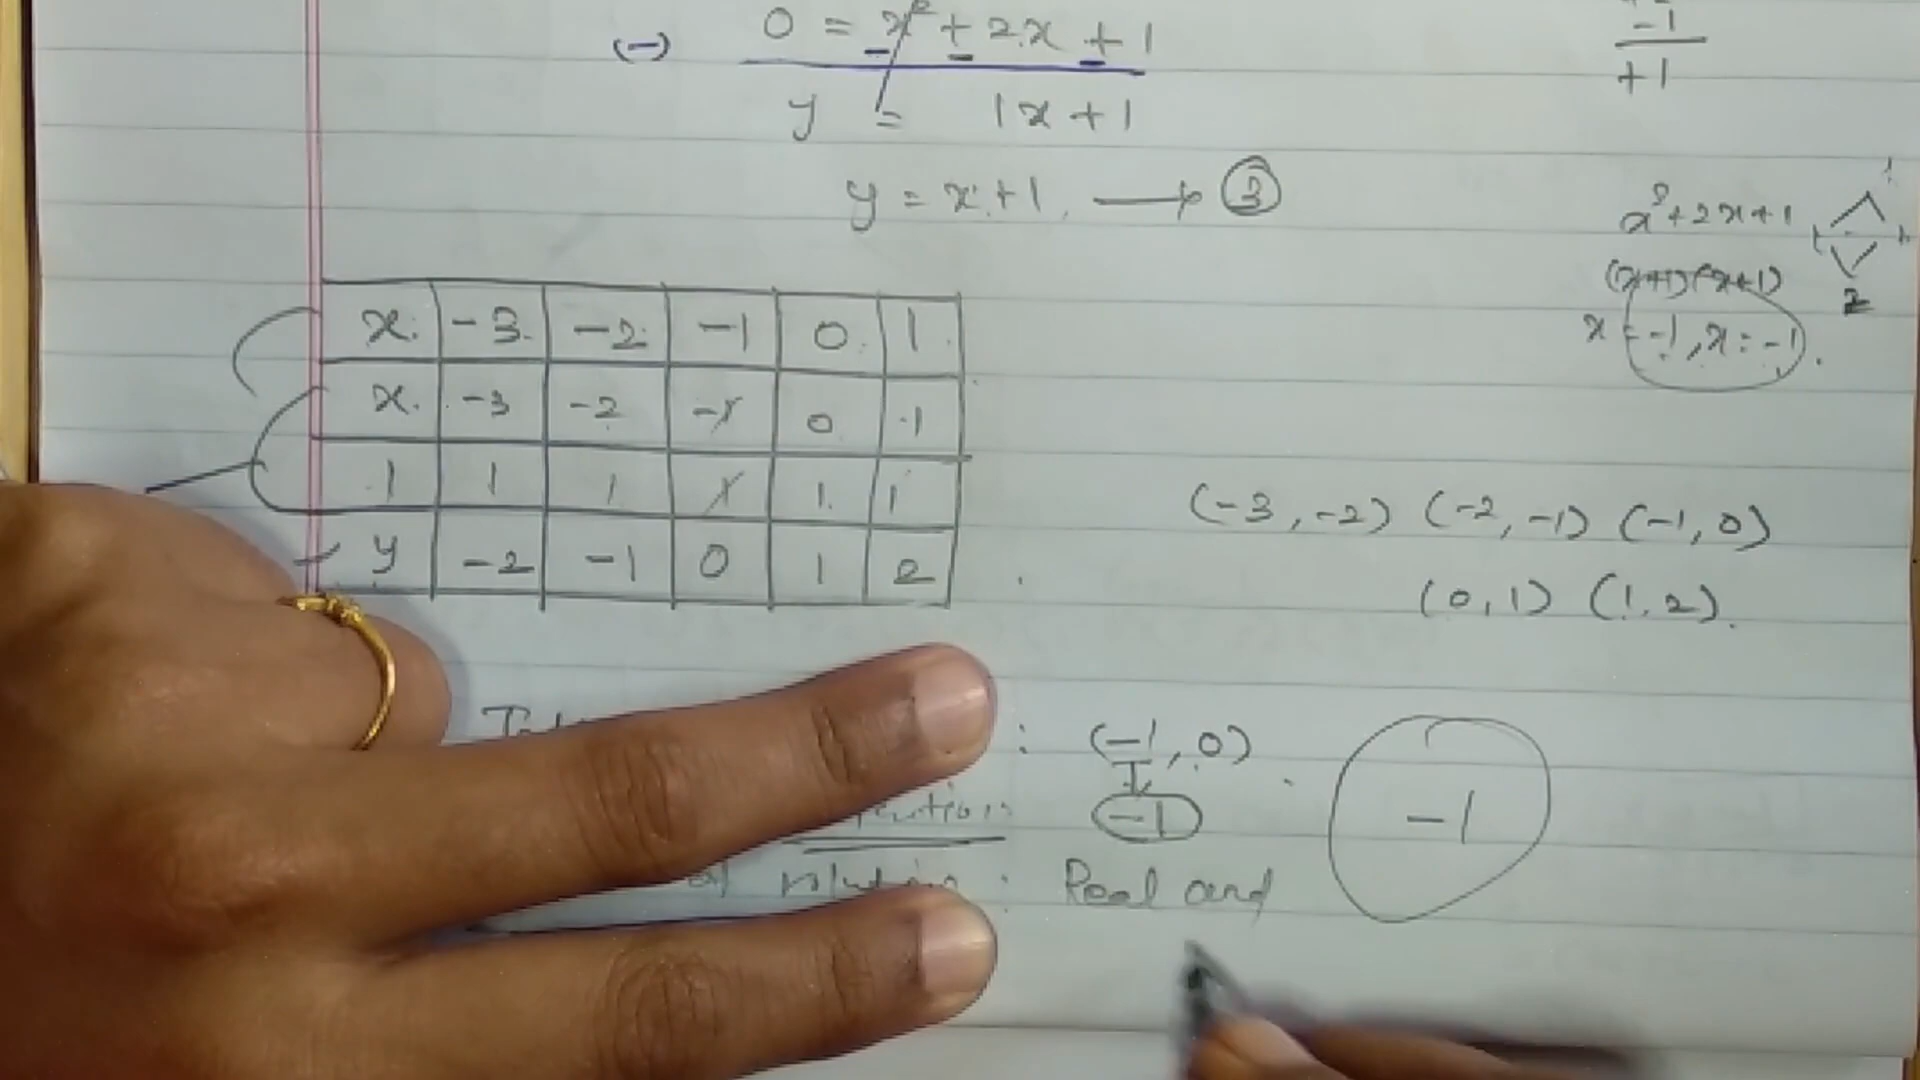 0 = x² + 2x + 1
(-)
y = 1x + 1
y = x + 1 → 3
-1
+1
x² + 2x + 1
(x+1)(x+1)
2
x = -1, x = -1.
x -3 -2 -1 0 1
x -3 -2 -1 0 1
1 1 1 1 1 1
y -2 -1 0 1 2
(-3, -2) (-2, -1) (-1, 0)
(0, 1) (1, 2).
: (-1, 0)
-1
-1
: Real and